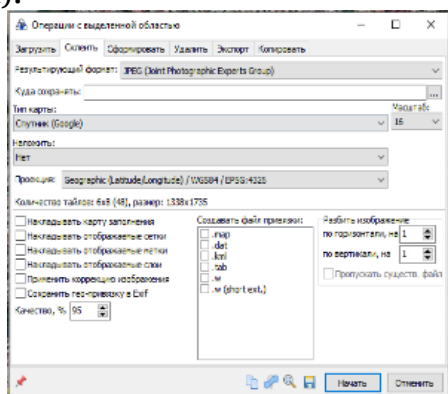 ).
Операции с выделенной областью
Загрузить Склеить Сформировать Удалить Экспорт Копировать
Результирующий формат: JPEG (Joint Photographic Experts Group)
Куда сохранять: ...
Тип карты: Масштаб:
Спутник (Google) 16
Наложить:
Нет
Проекция: Geographic (Latitude/Longitude) / WGS84 / EPSG:4326
Количество тайлов: 6x8 (48), размер: 1338x1735
Накладывать карту заполнения Создавать файл привязки: Разбить изображение
Накладывать отображаемые сетки .map по горизонтали, на 1
Накладывать отображаемые метки .dat
Накладывать отображаемые слои .kml по вертикали, на 1
Применить коррекцию изображения .tab Пропускать существ. файл
Сохранить гео-привязку в Exif .w
Качество, % 95 .w (short ext.)
Начать Отменить